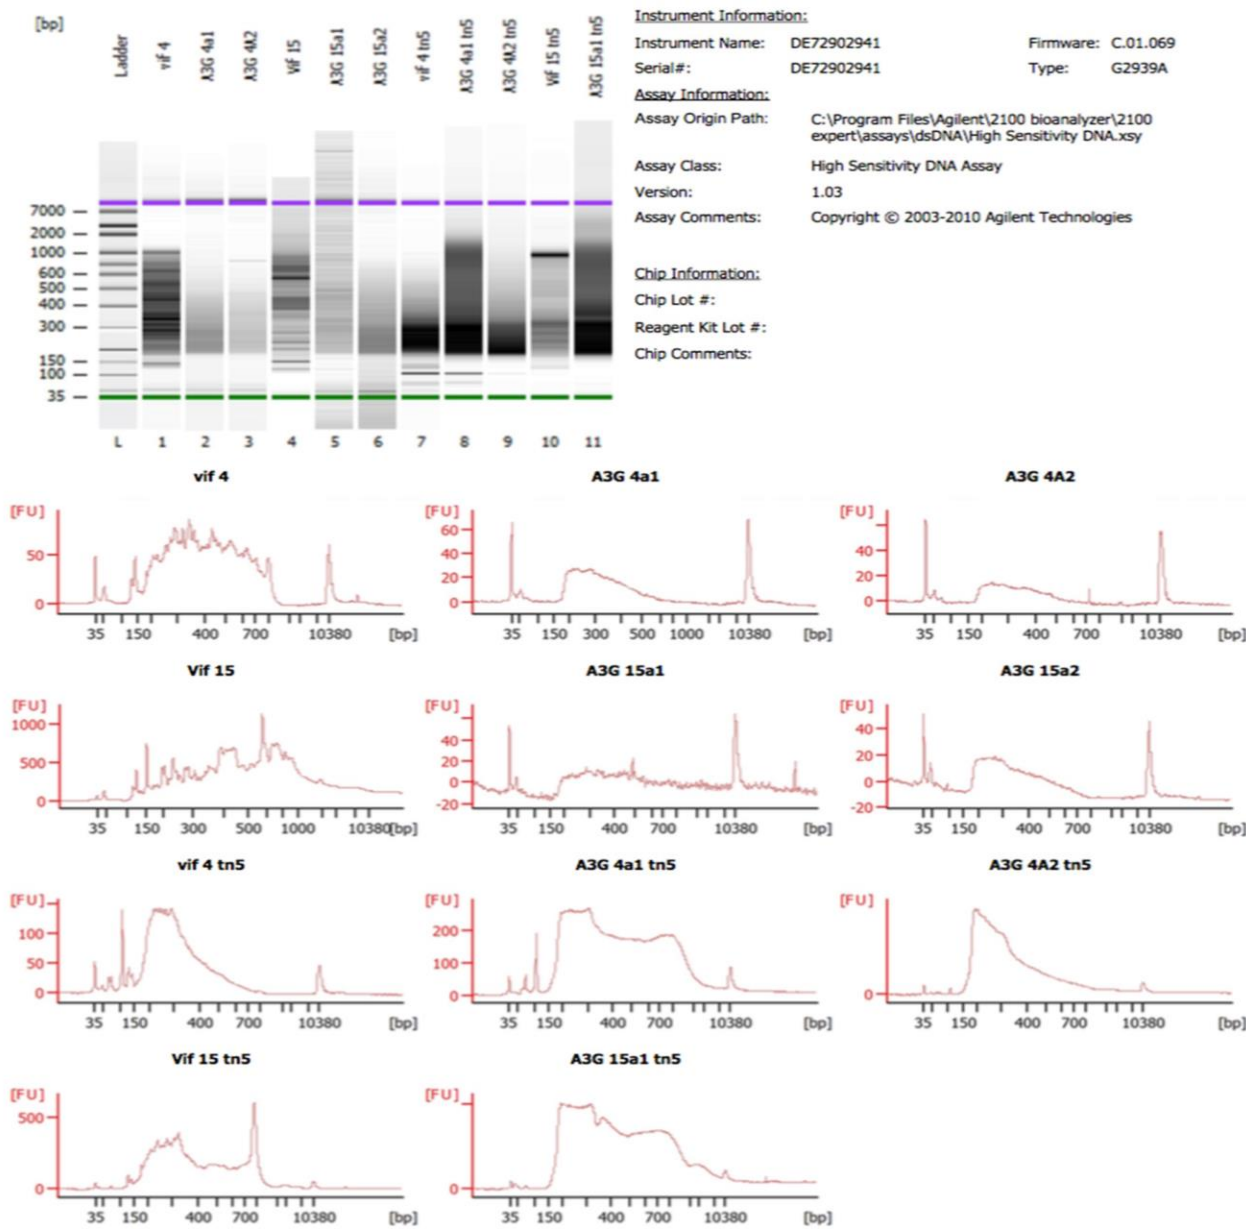 [bp]
Ladder
vif 4
A3G 4a1
A3G 4A2
Vif 15
A3G 15a1
A3G 15a2
vif 4 tn5
A3G 4a1 tn5
A3G 4A2 tn5
Vif 15 tn5
A3G 15a1 tn5
7000
2000
1000
600
500
400
300
150
100
35
L 1 2 3 4 5 6 7 8 9 10 11
Instrument Information:
Instrument Name: DE72902941 Firmware: C.01.069
Serial#: DE72902941 Type: G2939A
Assay Information:
Assay Origin Path: C:\Program Files\Agilent\2100 bioanalyzer\2100
expert\assays\dsDNA\High Sensitivity DNA.xsy
Assay Class: High Sensitivity DNA Assay
Version: 1.03
Assay Comments: Copyright © 2003-2010 Agilent Technologies
Chip Information:
Chip Lot #:
Reagent Kit Lot #:
Chip Comments:
vif 4
[FU]
50
0
35 150 400 700 10380 [bp]
A3G 4a1
[FU]
60
40
20
0
35 150 300 500 1000 10380 [bp]
A3G 4A2
[FU]
40
20
0
35 150 400 700 10380 [bp]
Vif 15
[FU]
1000
500
0
35 150 300 500 1000 10380 [bp]
A3G 15a1
[FU]
40
20
0
-20
35 150 400 700 10380 [bp]
A3G 15a2
[FU]
40
20
0
-20
35 150 400 700 10380 [bp]
vif 4 tn5
[FU]
100
50
0
35 150 400 700 10380 [bp]
A3G 4a1 tn5
[FU]
200
100
0
35 150 400 700 10380 [bp]
A3G 4A2 tn5
[FU]
0
35 150 400 700 10380 [bp]
Vif 15 tn5
[FU]
500
0
35 150 400 700 10380 [bp]
A3G 15a1 tn5
[FU]
0
35 150 400 700 10380 [bp]